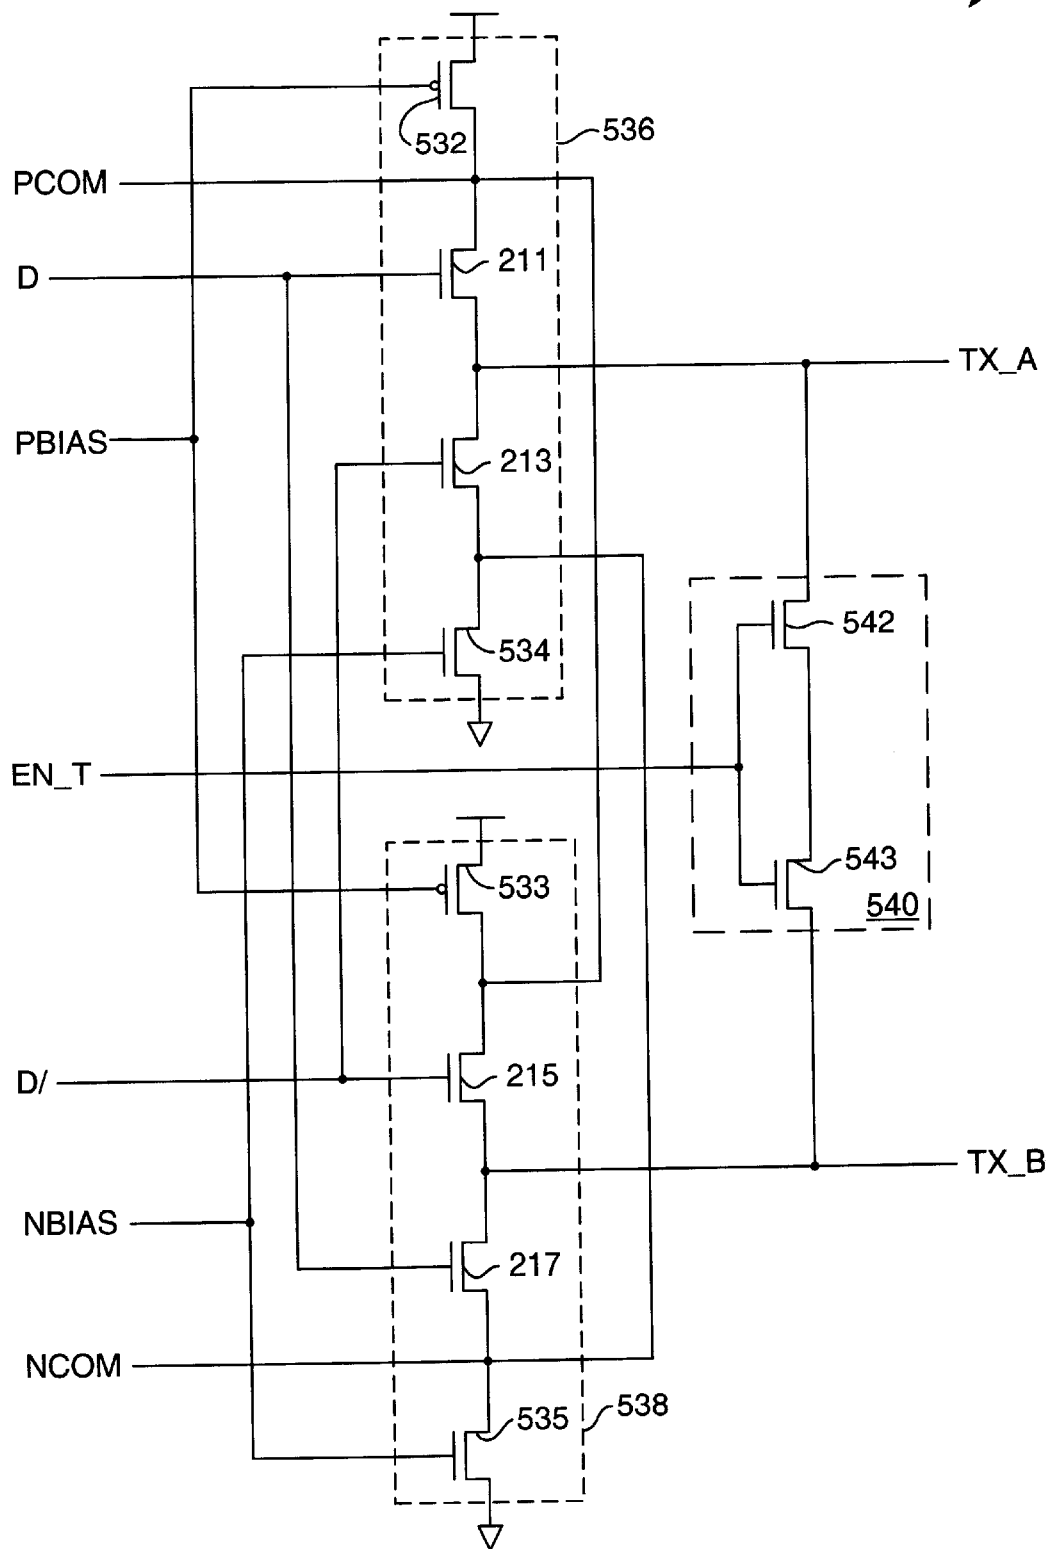 532
536
PCOM
D
211
TX_A
PBIAS
213
542
534
EN_T
533
543
540
D/
215
TX_B
NBIAS
217
NCOM
535
538